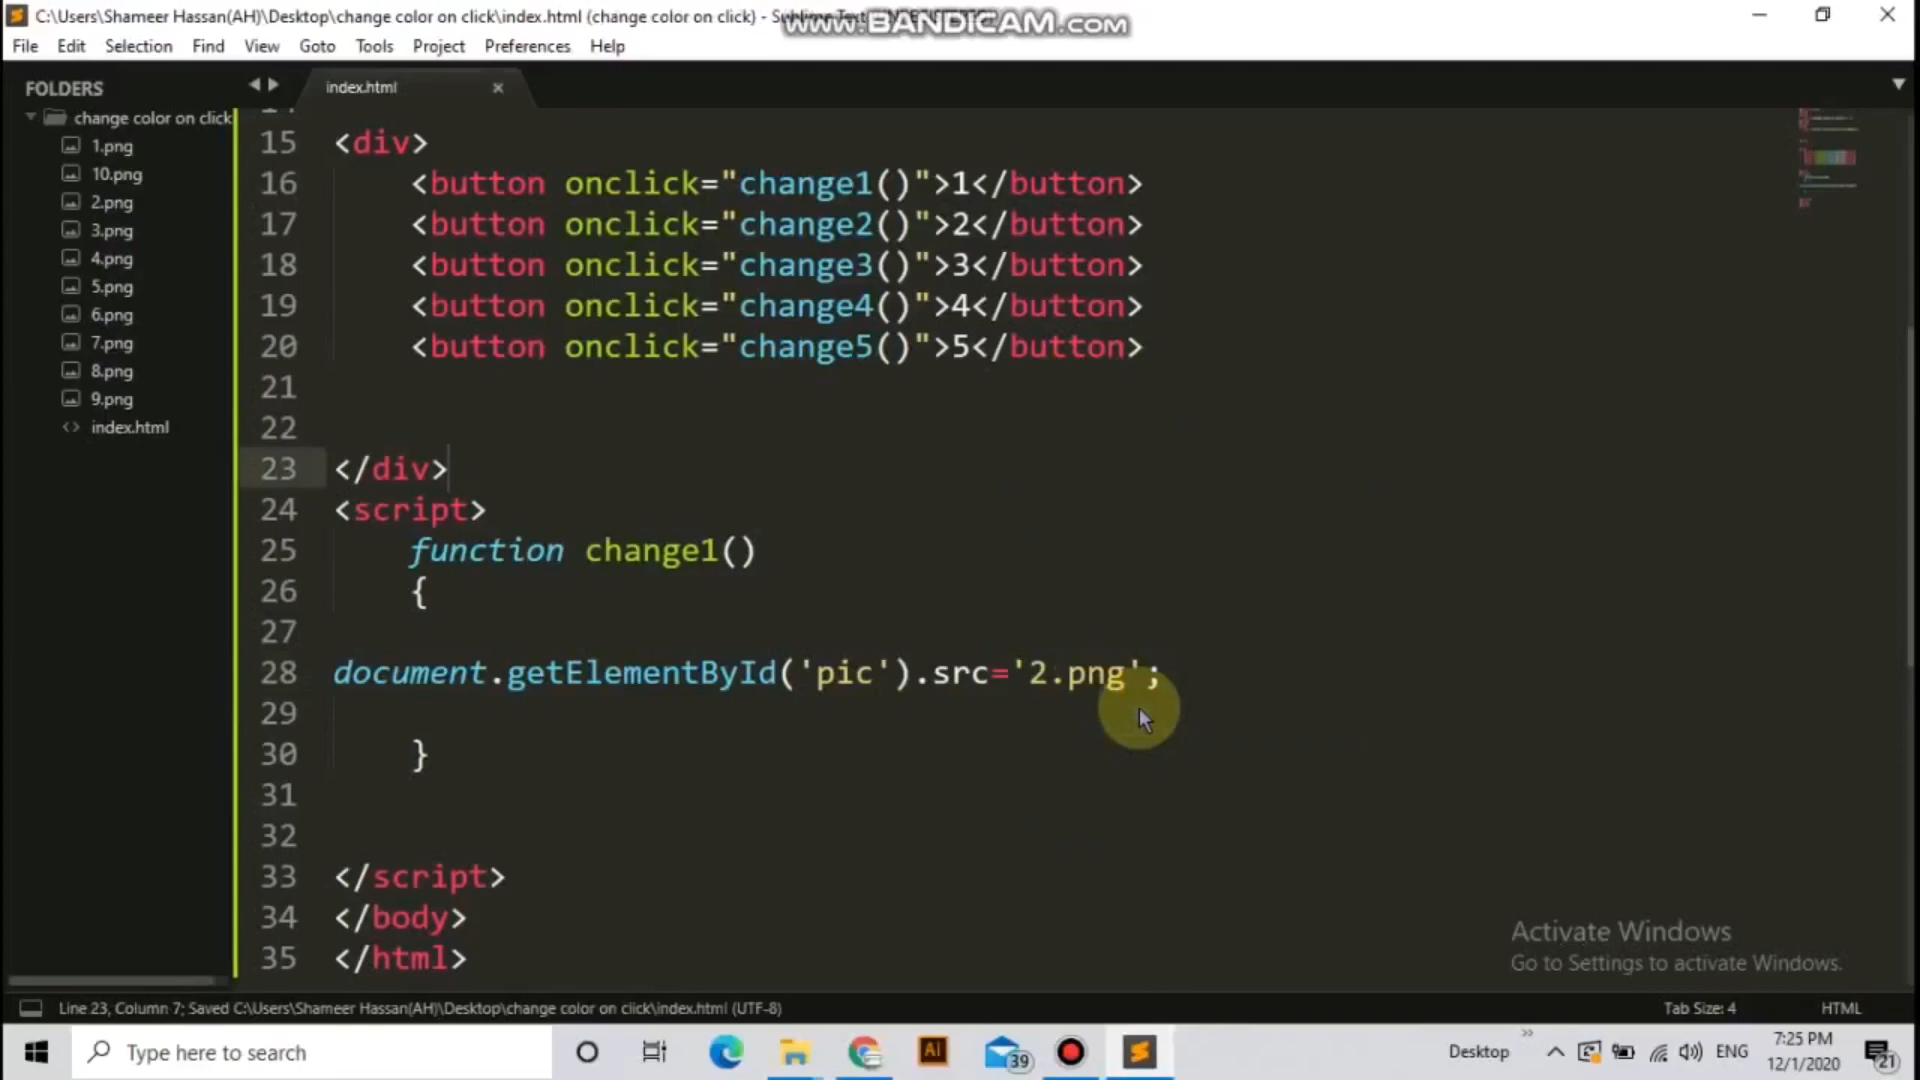 C:\Users\Shameer Hassan(AH)\Desktop\change color on click\index.html (change color on click) - Sublime Text
www.BANDICAM.com
File Edit Selection Find View Goto Tools Project Preferences Help
FOLDERS
change color on click
1.png
10.png
2.png
3.png
4.png
5.png
6.png
7.png
8.png
9.png
index.html
index.html
15 <div>
16 <button onclick="change1()">1</button>
17 <button onclick="change2()">2</button>
18 <button onclick="change3()">3</button>
19 <button onclick="change4()">4</button>
20 <button onclick="change5()">5</button>
21
22
23 </div>
24 <script>
25 function change1()
26 {
27
28 document.getElementById('pic').src='2.png';
29
30 }
31
32
33 </script>
34 </body>
35 </html>
Activate Windows
Go to Settings to activate Windows.
Line 23, Column 7; Saved C:\Users\Shameer Hassan(AH)\Desktop\change color on click\index.html (UTF-8)
Tab Size: 4
HTML
Type here to search
Ai
39
Desktop
ENG
7:25 PM
12/1/2020
21